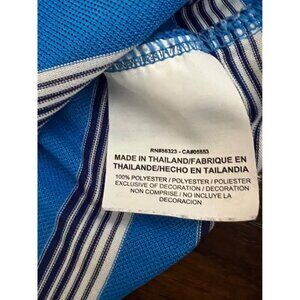 RN#56323 - CA#05553
MADE IN THAILAND/FABRIQUE EN
THAILANDE/HECHO EN TAILANDIA
100% POLYESTER / POLYESTER / POLIESTER
EXCLUSIVE OF DECORATION / DECORATION
NON COMPRISE / NO INCLUYE LA
DECORACION